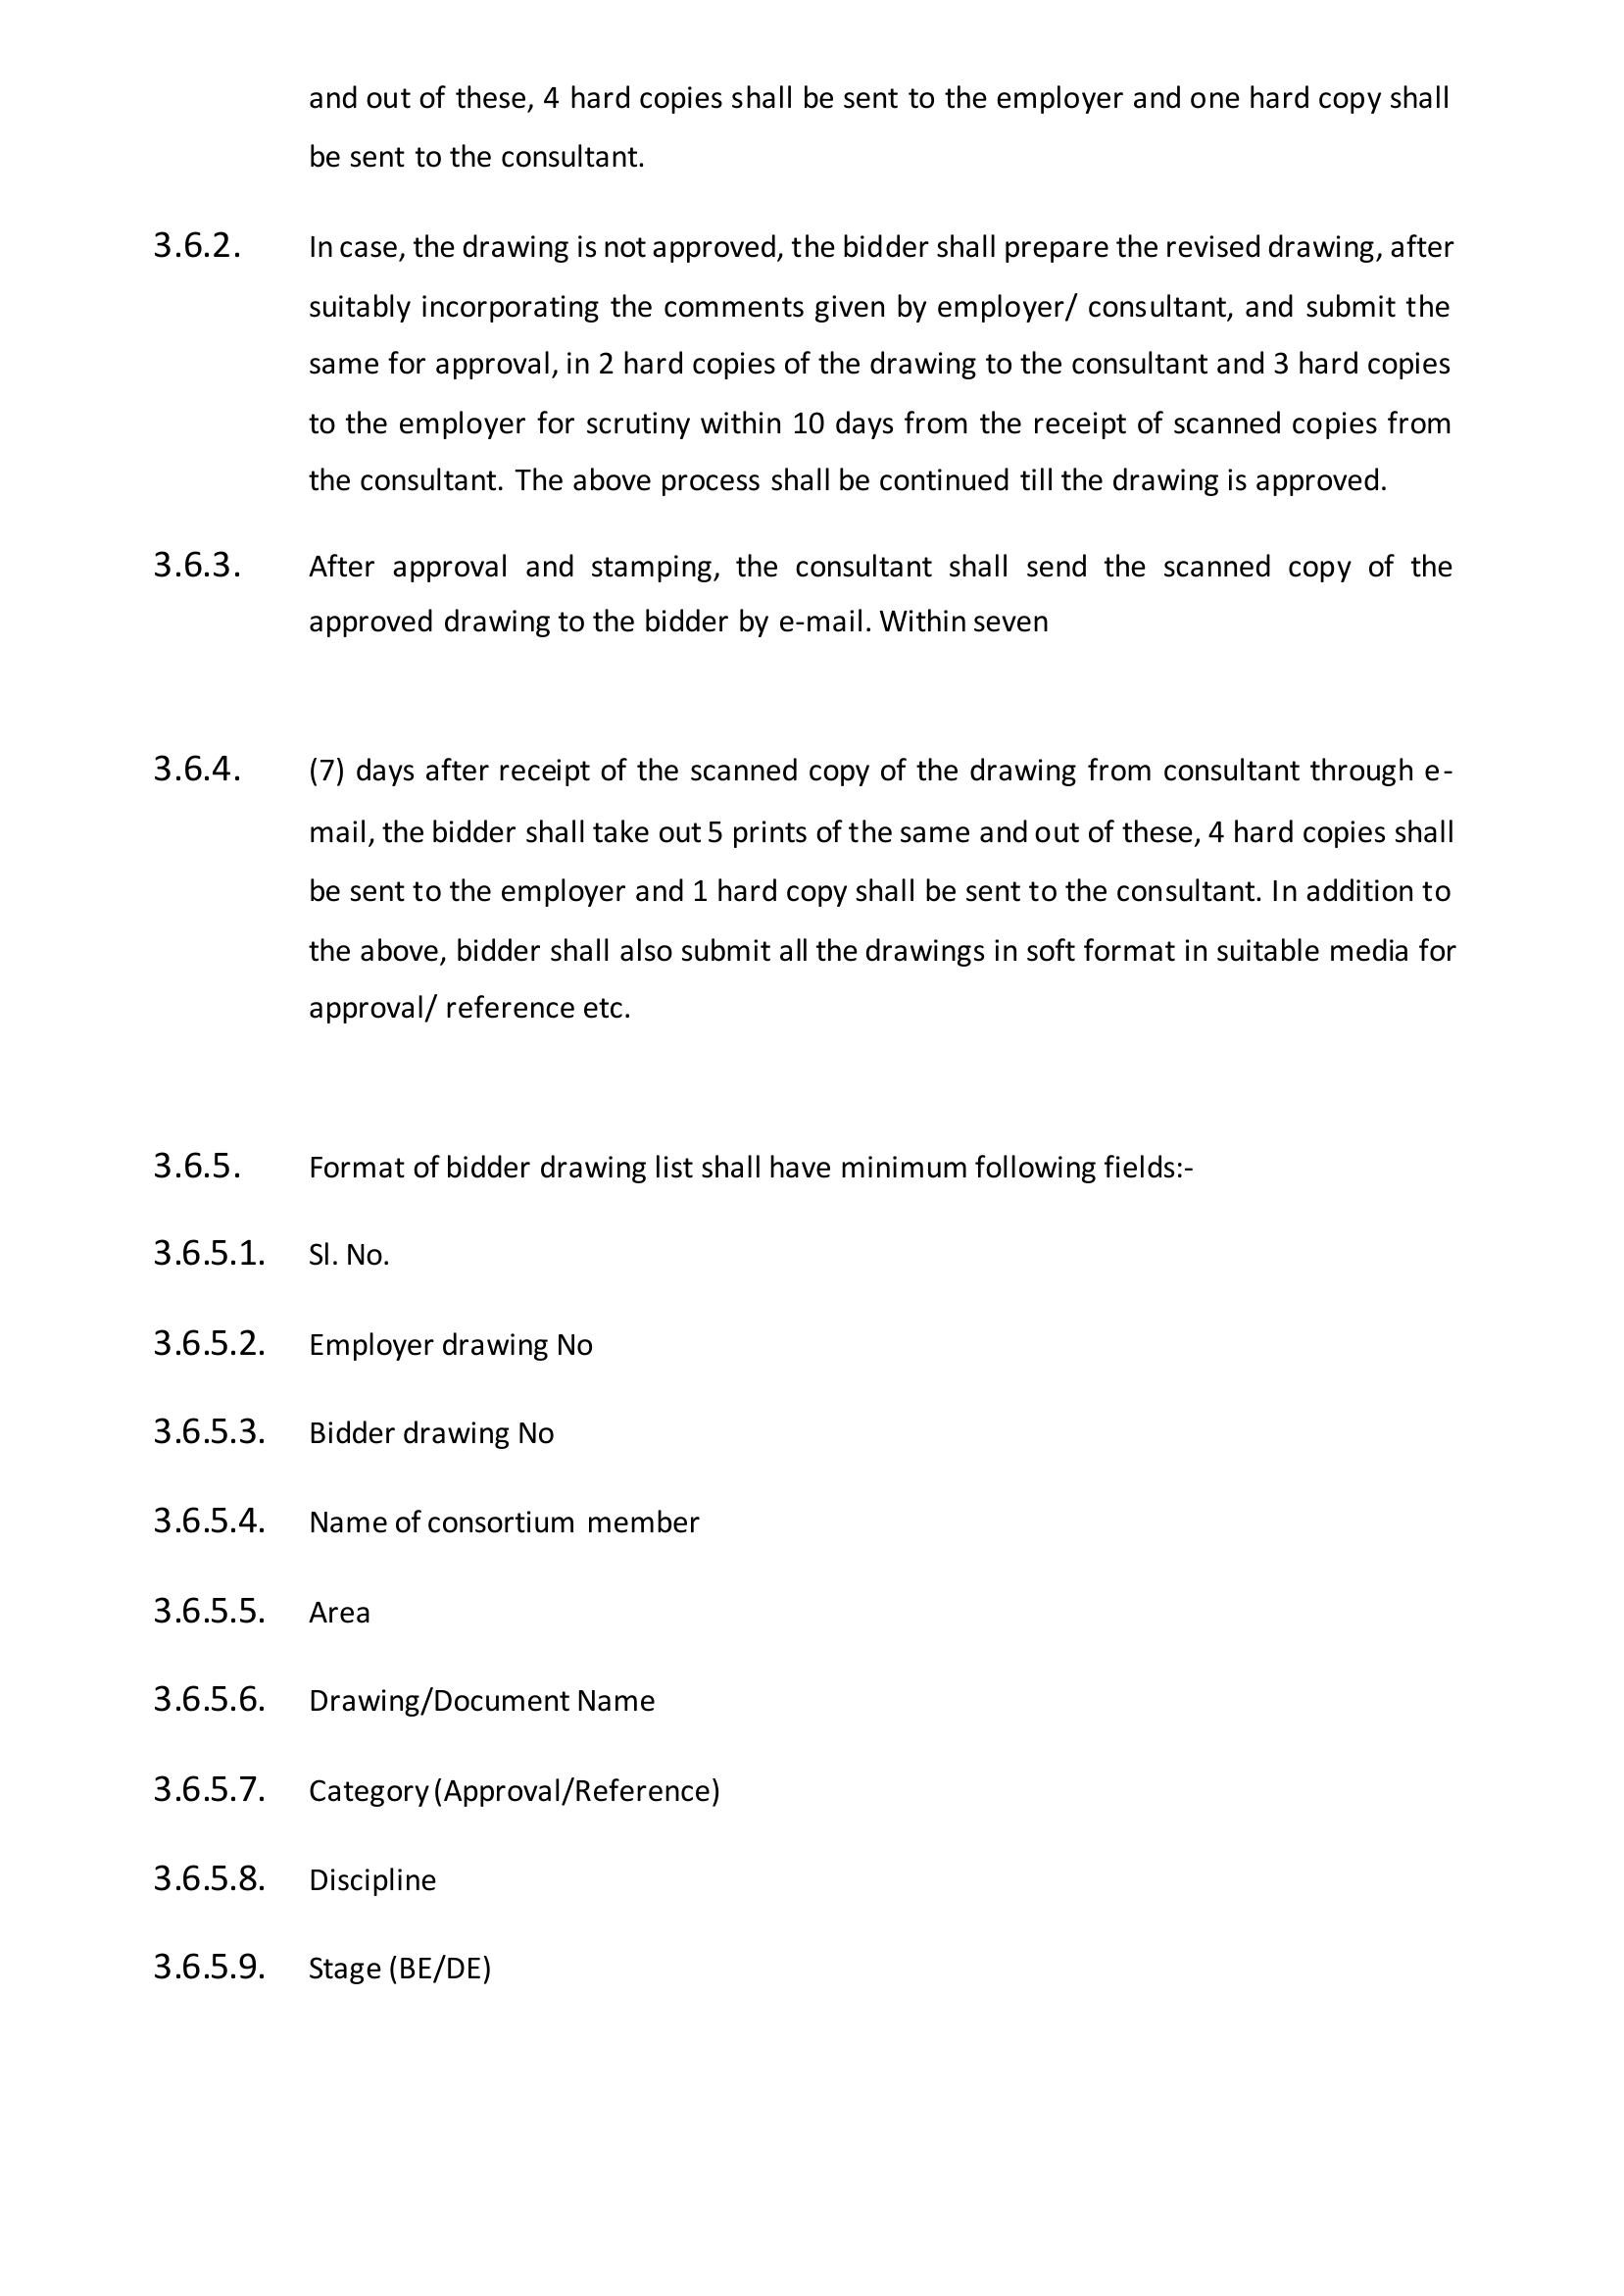 and out of these, 4 hard copies shall be sent to the employer and one hard copy shall
be sent to the consultant.
3.6.2. In case, the drawing is not approved, the bidder shall prepare the revised drawing, after
suitably incorporating the comments given by employer/ consultant, and submit the
same for approval, in 2 hard copies of the drawing to the consultant and 3 hard copies
to the employer for scrutiny within 10 days from the receipt of scanned copies from
the consultant. The above process shall be continued till the drawing is approved.
3.6.3. After approval and stamping, the consultant shall send the scanned copy of the
approved drawing to the bidder by e-mail. Within seven
3.6.4. (7) days after receipt of the scanned copy of the drawing from consultant through e-
mail, the bidder shall take out 5 prints of the same and out of these, 4 hard copies shall
be sent to the employer and 1 hard copy shall be sent to the consultant. In addition to
the above, bidder shall also submit all the drawings in soft format in suitable media for
approval/ reference etc.
3.6.5. Format of bidder drawing list shall have minimum following fields:-
3.6.5.1. Sl. No.
3.6.5.2. Employer drawing No
3.6.5.3. Bidder drawing No
3.6.5.4. Name of consortium member
3.6.5.5. Area
3.6.5.6. Drawing/Document Name
3.6.5.7. Category (Approval/Reference)
3.6.5.8. Discipline
3.6.5.9. Stage (BE/DE)